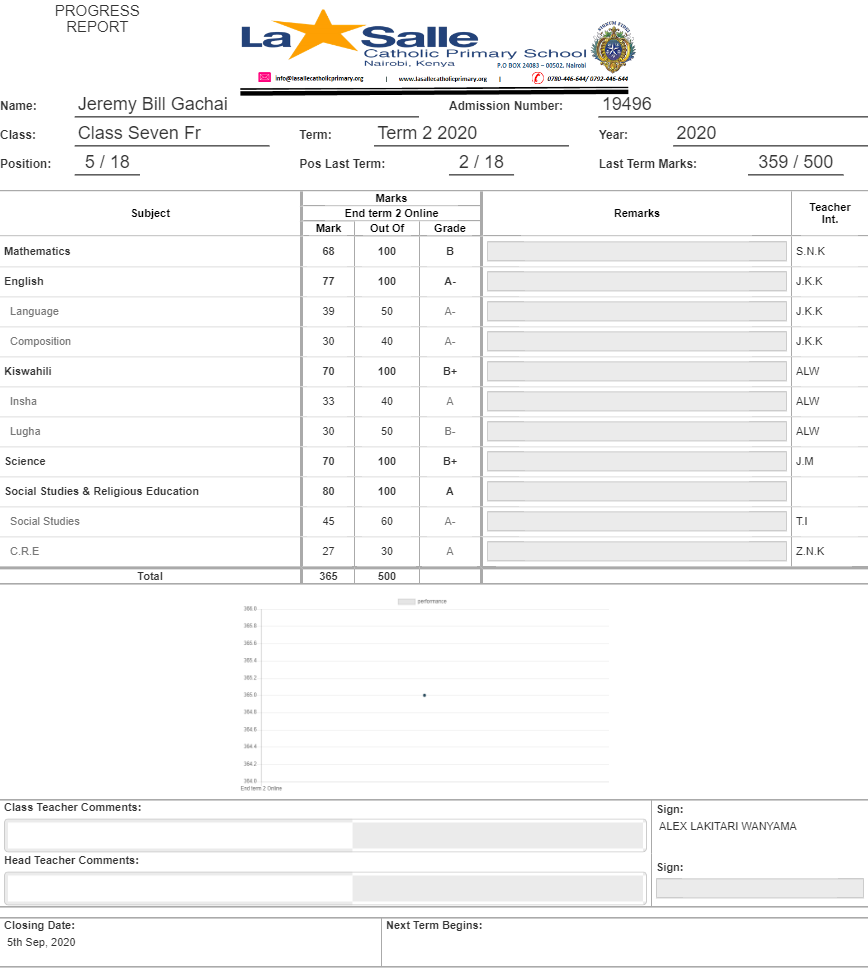 PROGRESS
REPORT
La Salle
Catholic Primary School
Nairobi, Kenya
P.O BOX 24083 – 00502, Nairobi
info@lasallecatholicprimary.org | www.lasallecatholicprimary.org | 0780-446-644/ 0792-446-644
Name: Jeremy Bill Gachai Admission Number: 19496
Class: Class Seven Fr Term: Term 2 2020 Year: 2020
Position: 5 / 18 Pos Last Term: 2 / 18 Last Term Marks: 359 / 500
Subject Marks Remarks Teacher Int.
End term 2 Online
Mark Out Of Grade
Mathematics 68 100 B S.N.K
English 77 100 A- J.K.K
Language 39 50 A- J.K.K
Composition 30 40 A- J.K.K
Kiswahili 70 100 B+ ALW
Insha 33 40 A ALW
Lugha 30 50 B- ALW
Science 70 100 B+ J.M
Social Studies & Religious Education 80 100 A
Social Studies 45 60 A- T.I
C.R.E 27 30 A Z.N.K
Total 365 500
performance
366.0
365.8
365.6
365.4
365.2
365.0
364.8
364.6
364.4
364.2
364.0
End term 2 Online
Class Teacher Comments: Sign:
ALEX LAKITARI WANYAMA
Head Teacher Comments: Sign:
Closing Date: Next Term Begins:
5th Sep, 2020